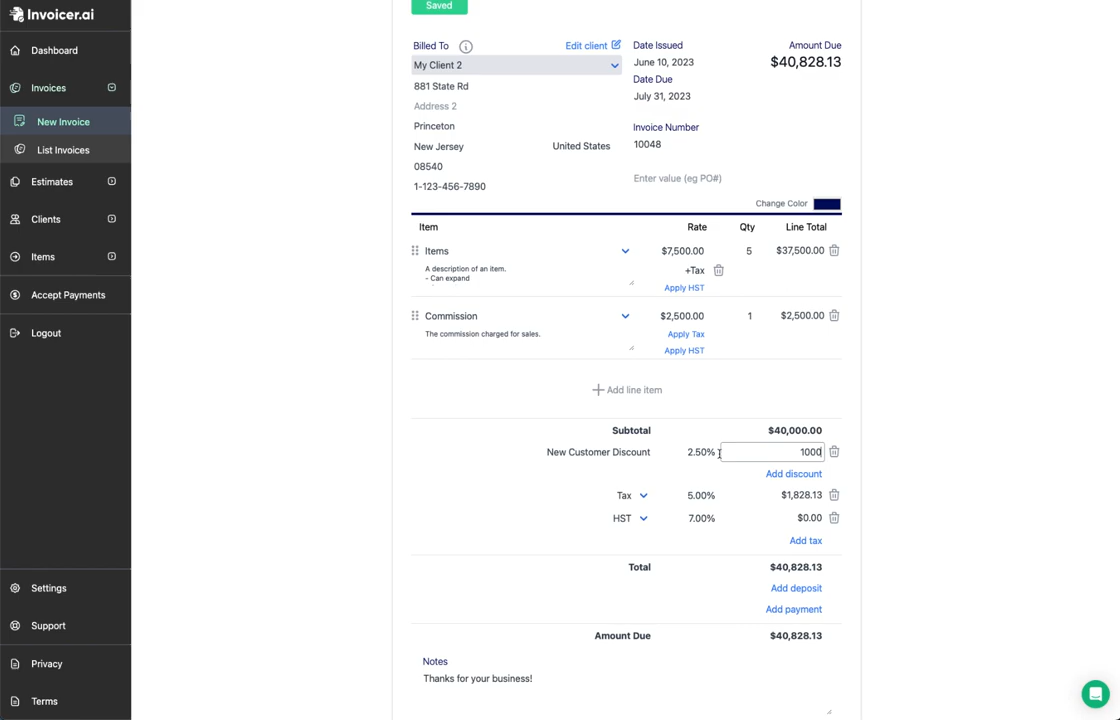 Invoicer.ai
Dashboard
Invoices
New Invoice
List Invoices
Estimates
Clients
Items
Accept Payments
Logout
Settings
Support
Privacy
Terms
Saved
Billed To
Edit client
My Client 2
881 State Rd
Address 2
Princeton
New Jersey United States
08540
1-123-456-7890
Date Issued
June 10, 2023
Date Due
July 31, 2023
Invoice Number
10048
Enter value (eg PO#)
Amount Due
$40,828.13
Change Color
Item Rate Qty Line Total
Items $7,500.00 5 $37,500.00
A description of an item.
- Can expand
+Tax
Apply HST
Commission $2,500.00 1 $2,500.00
The commission charged for sales.
Apply Tax
Apply HST
Add line item
Subtotal $40,000.00
New Customer Discount 2.50% 1000
Add discount
Tax 5.00% $1,828.13
HST 7.00% $0.00
Add tax
Total $40,828.13
Add deposit
Add payment
Amount Due $40,828.13
Notes
Thanks for your business!